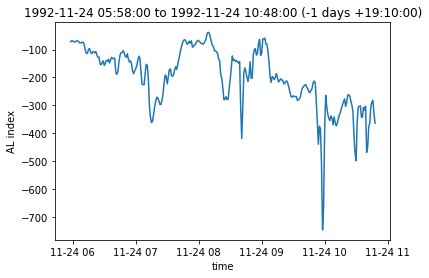 1992-11-24 05:58:00 to 1992-11-24 10:48:00 (-1 days +19:10:00)
−100
−200
−300
−400
−500
−600
−700
AL index
11-24 06 11-24 07 11-24 08 11-24 09 11-24 10 11-24 11
time